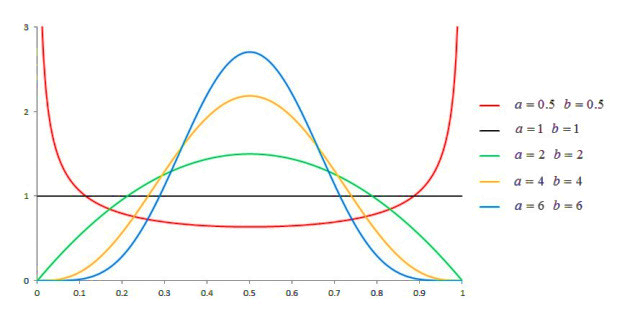 3
2
1
0
0 0.1 0.2 0.3 0.4 0.5 0.6 0.7 0.8 0.9 1
a = 0.5 b = 0.5
a = 1 b = 1
a = 2 b = 2
a = 4 b = 4
a = 6 b = 6